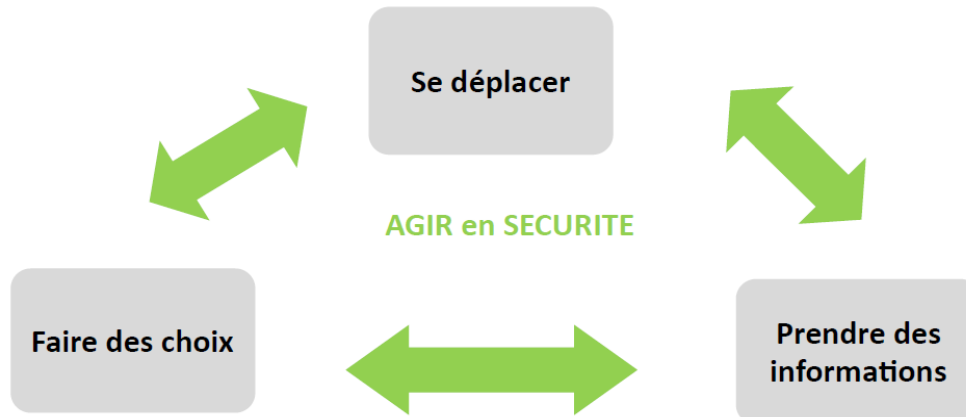 Se déplacer
AGIR en SECURITE
Faire des choix
Prendre des
informations